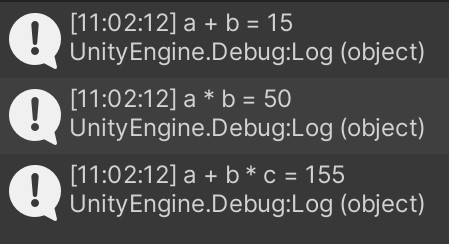 [11:02:12] a + b = 15
UnityEngine.Debug:Log (object)
[11:02:12] a * b = 50
UnityEngine.Debug:Log (object)
[11:02:12] a + b * c = 155
UnityEngine.Debug:Log (object)